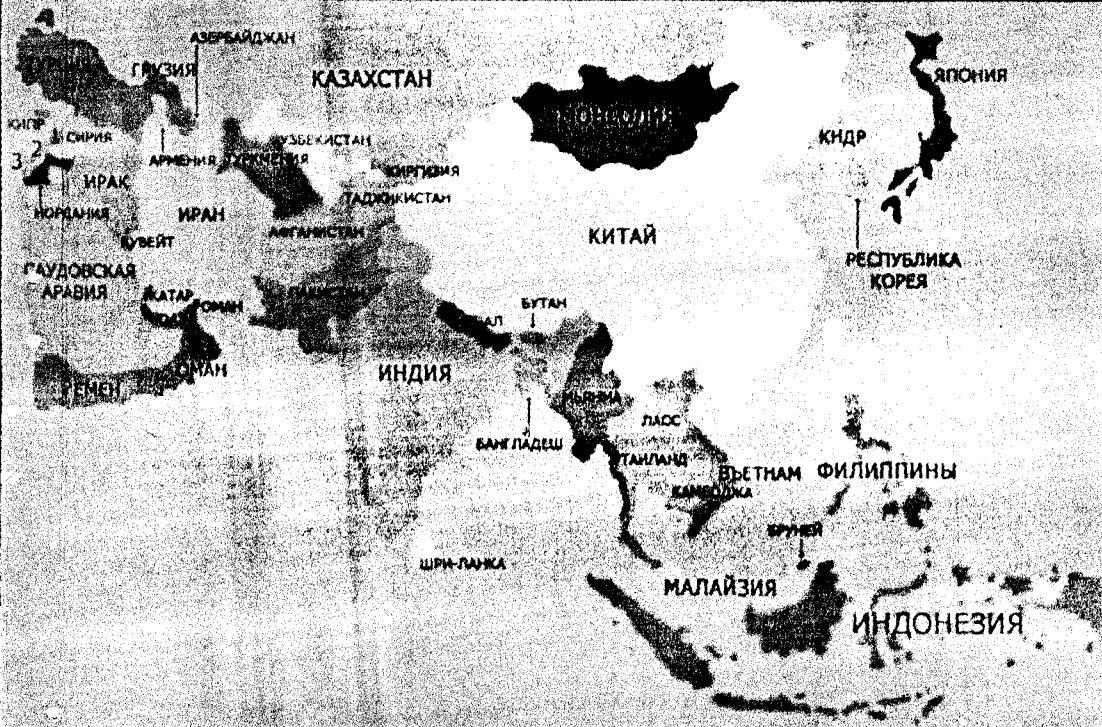 АЗЕРБАЙДЖАН
ГРУЗИЯ
КАЗАХСТАН
ЯПОНИЯ
КИПР
СИРИЯ
УЗБЕКИСТАН
КНДР
2
3
АРМЕНИЯ
ТУРКМЕНИЯ
КИРГИЗИЯ
ИРАК
ТАДЖИКИСТАН
ИОРДАНИЯ
ИРАН
АФГАНИСТАН
КИТАЙ
КУВЕЙТ
РЕСПУБЛИКА
КОРЕЯ
САУДОВСКАЯ
АРАВИЯ
ПАКИСТАН
КАТАР
ОМАН
БУТАН
ИНДИЯ
ОМАН
ЙЕМЕН
МЬЯНМА
ЛАОС
БАНГЛАДЕШ
ТАИЛАНД
ВЬЕТНАМ
ФИЛИППИНЫ
КАМБОДЖА
БРУНЕЙ
ШРИ-ЛАНКА
МАЛАЙЗИЯ
ИНДОНЕЗИЯ